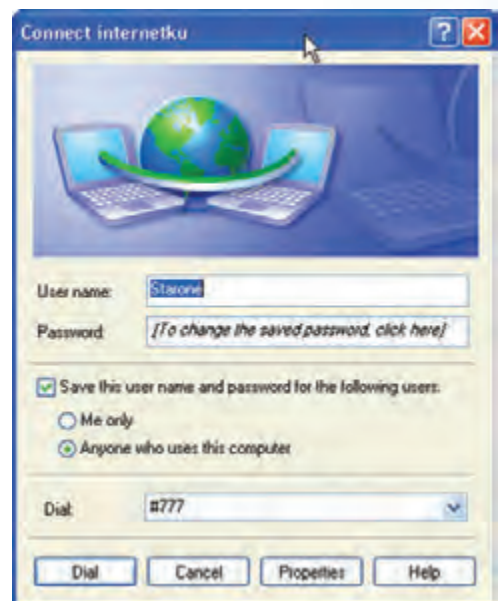 Connect internetku
User name: Starone
Password: [To change the saved password, click here]
Save this user name and password for the following users:
Me only
Anyone who uses this computer
Dial: #777
Dial Cancel Properties Help